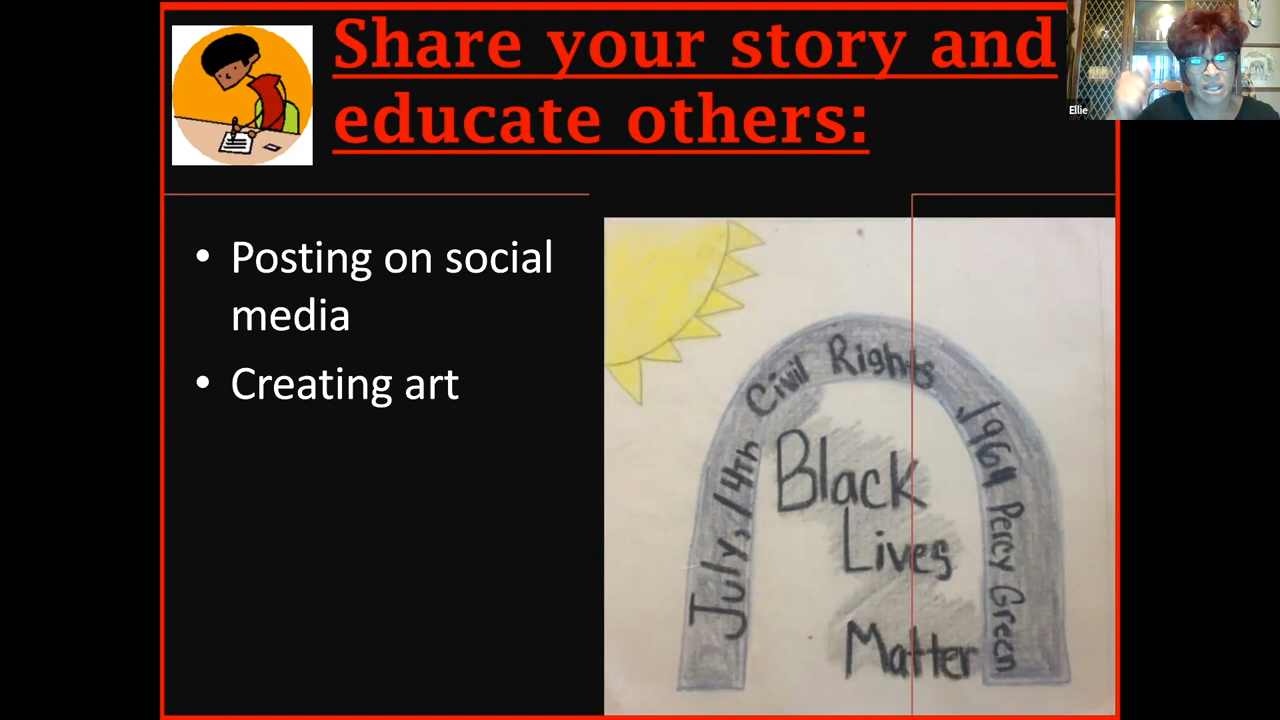 Share your story and
educate others:
Ellie
• Posting on social
media
• Creating art
July, 14th Civil Rights 1964 Percy Green
Black
Lives
Matter